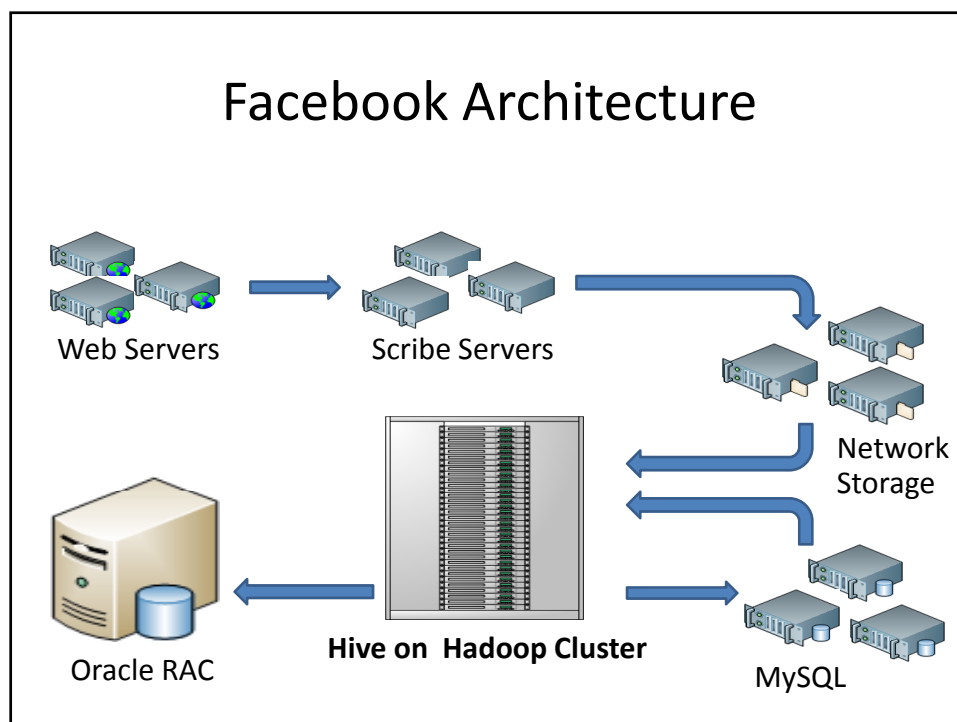 Facebook Architecture
Web Servers
Scribe Servers
Network
Storage
Oracle RAC
Hive on  Hadoop Cluster
MySQL